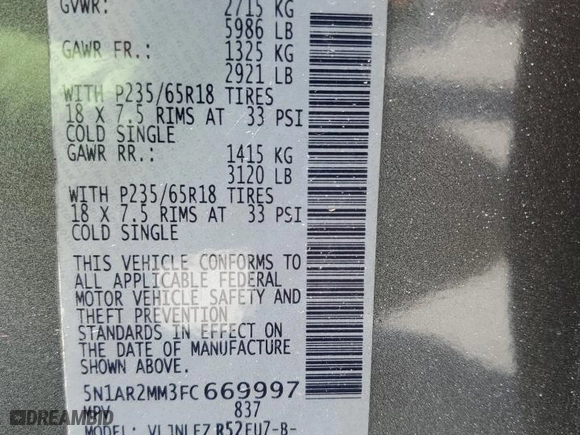 GVWR: 2715 KG
5986 LB
GAWR FR.: 1325 KG
2921 LB
WITH P235/65R18 TIRES
18 X 7.5 RIMS AT 33 PSI
COLD SINGLE
GAWR RR.: 1415 KG
3120 LB
WITH P235/65R18 TIRES
18 X 7.5 RIMS AT 33 PSI
COLD SINGLE
THIS VEHICLE CONFORMS TO
ALL APPLICABLE FEDERAL
MOTOR VEHICLE SAFETY AND
THEFT PREVENTION
STANDARDS IN EFFECT ON
THE DATE OF MANUFACTURE
SHOWN ABOVE.
5N1AR2MM3FC669997
MPV 837
MODEL:
DREAMBID